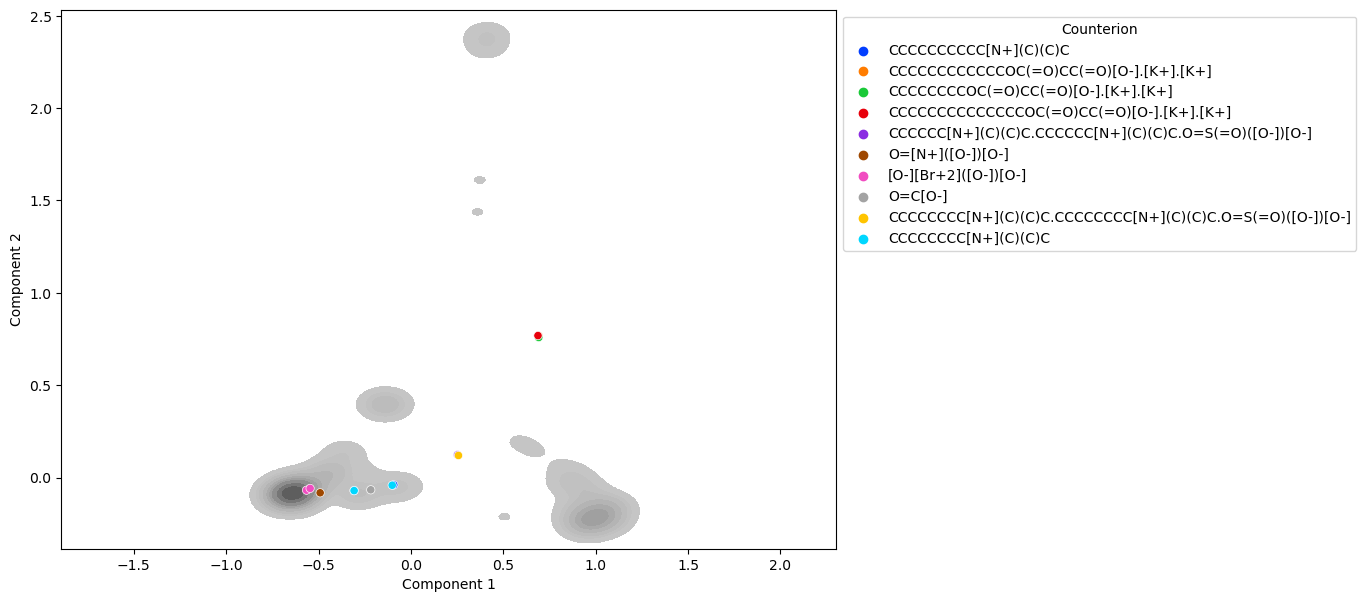 2.5
2.0
1.5
1.0
0.5
0.0
Component 2
−1.5
−1.0
−0.5
0.0
0.5
1.0
1.5
2.0
Component 1
Counterion
CCCCCCCCCC[N+](C)(C)C
CCCCCCCCCCCCOC(=O)CC(=O)[O-].[K+].[K+]
CCCCCCCCOC(=O)CC(=O)[O-].[K+].[K+]
CCCCCCCCCCCCCCOC(=O)CC(=O)[O-].[K+].[K+]
CCCCCC[N+](C)(C)C.CCCCCC[N+](C)(C)C.O=S(=O)([O-])[O-]
O=[N+]([O-])[O-]
[O-][Br+2]([O-])[O-]
O=C[O-]
CCCCCCCC[N+](C)(C)C.CCCCCCCC[N+](C)(C)C.O=S(=O)([O-])[O-]
CCCCCCCC[N+](C)(C)C